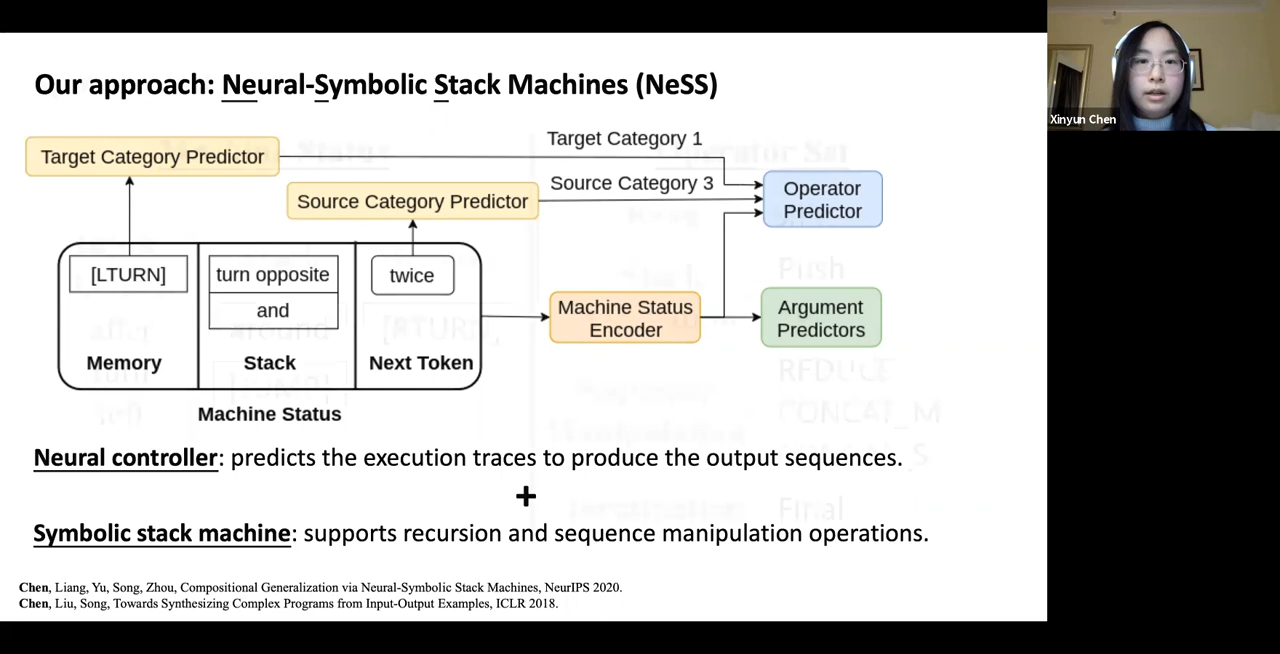 Our approach: Neural-Symbolic Stack Machines (NeSS)
Xinyun Chen
Target Category Predictor
Target Category 1
Source Category Predictor
Source Category 3
Operator
Predictor
[LTURN]
turn opposite
and
twice
Memory
Stack
Next Token
Machine Status
Encoder
Argument
Predictors
Machine Status
Neural controller: predicts the execution traces to produce the output sequences.
+
Symbolic stack machine: supports recursion and sequence manipulation operations.
Chen, Liang, Yu, Song, Zhou, Compositional Generalization via Neural-Symbolic Stack Machines, NeurIPS 2020.
Chen, Liu, Song, Towards Synthesizing Complex Programs from Input-Output Examples, ICLR 2018.
Push
after
around
Final